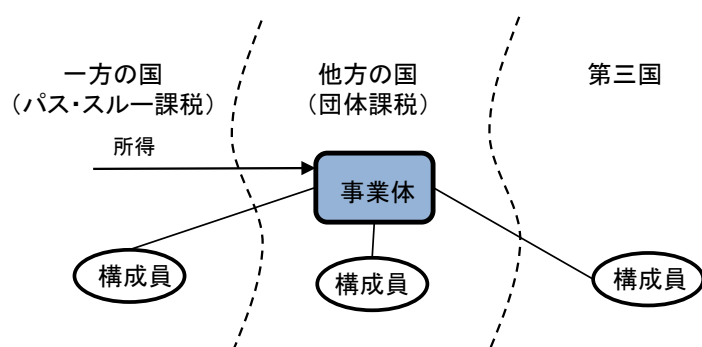 一方の国
（パス・スルー課税）
他方の国
（団体課税）
第三国
所得
事業体
構成員
構成員
構成員